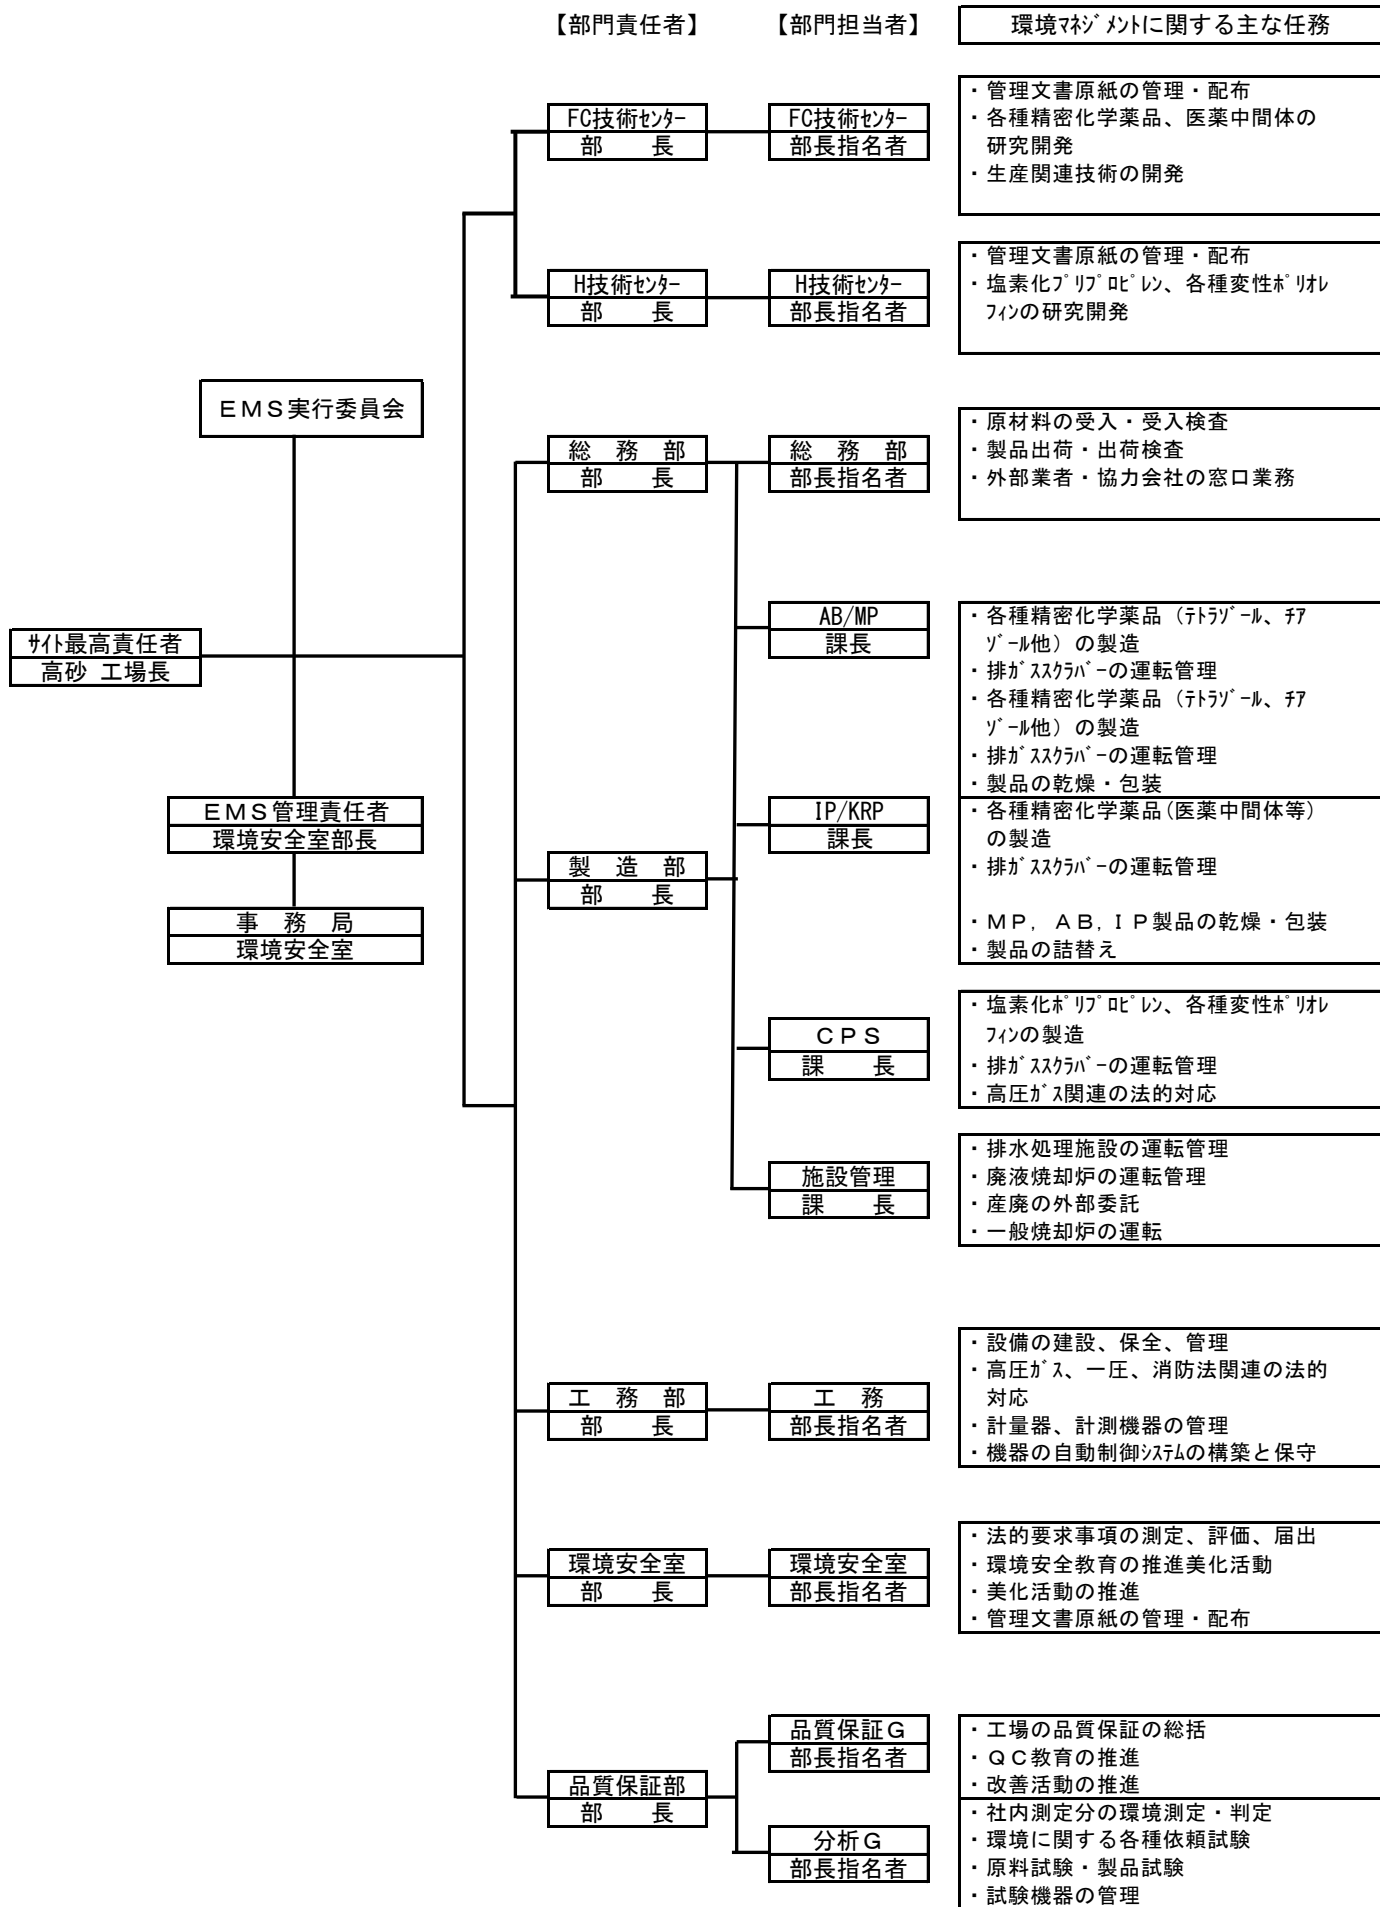 【部門責任者】 【部門担当者】 環境ﾏﾈｼﾞﾒﾝﾄに関する主な任務
FC技術ｾﾝﾀｰ
部　　長
FC技術ｾﾝﾀｰ
部長指名者
・管理文書原紙の管理・配布
・各種精密化学薬品、医薬中間体の
研究開発
・生産関連技術の開発
H技術ｾﾝﾀｰ
部　　長
H技術ｾﾝﾀｰ
部長指名者
・管理文書原紙の管理・配布
・塩素化ﾌﾟﾘﾌﾟﾛﾋﾟﾚﾝ、各種変性ﾎﾟﾘｵﾚ
ﾌｨﾝの研究開発
ＥＭＳ実行委員会
総　務　部
部　　長
総　務　部
部長指名者
・原材料の受入・受入検査
・製品出荷・出荷検査
・外部業者・協力会社の窓口業務
ｻｲﾄ最高責任者
高砂 工場長
AB/MP
課長
・各種精密化学薬品（ﾃﾄﾗｿﾞｰﾙ、ﾁｱ
ｿﾞｰﾙ他）の製造
・排ｶﾞｽｽｸﾗﾊﾞｰの運転管理
・各種精密化学薬品（ﾃﾄﾗｿﾞｰﾙ、ﾁｱ
ｿﾞｰﾙ他）の製造
・排ｶﾞｽｽｸﾗﾊﾞｰの運転管理
・製品の乾燥・包装
ＥＭＳ管理責任者
環境安全室部長
事　務　局
環境安全室
製　造　部
部　　長
IP/KRP
課長
・各種精密化学薬品(医薬中間体等)
の製造
・排ｶﾞｽｽｸﾗﾊﾞｰの運転管理
・ＭＰ，ＡＢ，ＩＰ製品の乾燥・包装
・製品の詰替え
ＣＰＳ
課　　長
・塩素化ﾎﾟﾘﾌﾟﾛﾋﾟﾚﾝ、各種変性ﾎﾟﾘｵﾚ
ﾌｨﾝの製造
・排ｶﾞｽｽｸﾗﾊﾞｰの運転管理
・高圧ｶﾞｽ関連の法的対応
施設管理
課　　長
・排水処理施設の運転管理
・廃液焼却炉の運転管理
・産廃の外部委託
・一般焼却炉の運転
工　務　部
部　　長
工　務
部長指名者
・設備の建設、保全、管理
・高圧ｶﾞｽ、一圧、消防法関連の法的
対応
・計量器、計測機器の管理
・機器の自動制御ｼｽﾃﾑの構築と保守
環境安全室
部　　長
環境安全室
部長指名者
・法的要求事項の測定、評価、届出
・環境安全教育の推進美化活動
・美化活動の推進
・管理文書原紙の管理・配布
品質保証部
部　　長
品質保証Ｇ
部長指名者
・工場の品質保証の総括
・ＱＣ教育の推進
・改善活動の推進
分析Ｇ
部長指名者
・社内測定分の環境測定・判定
・環境に関する各種依頼試験
・原料試験・製品試験
・試験機器の管理